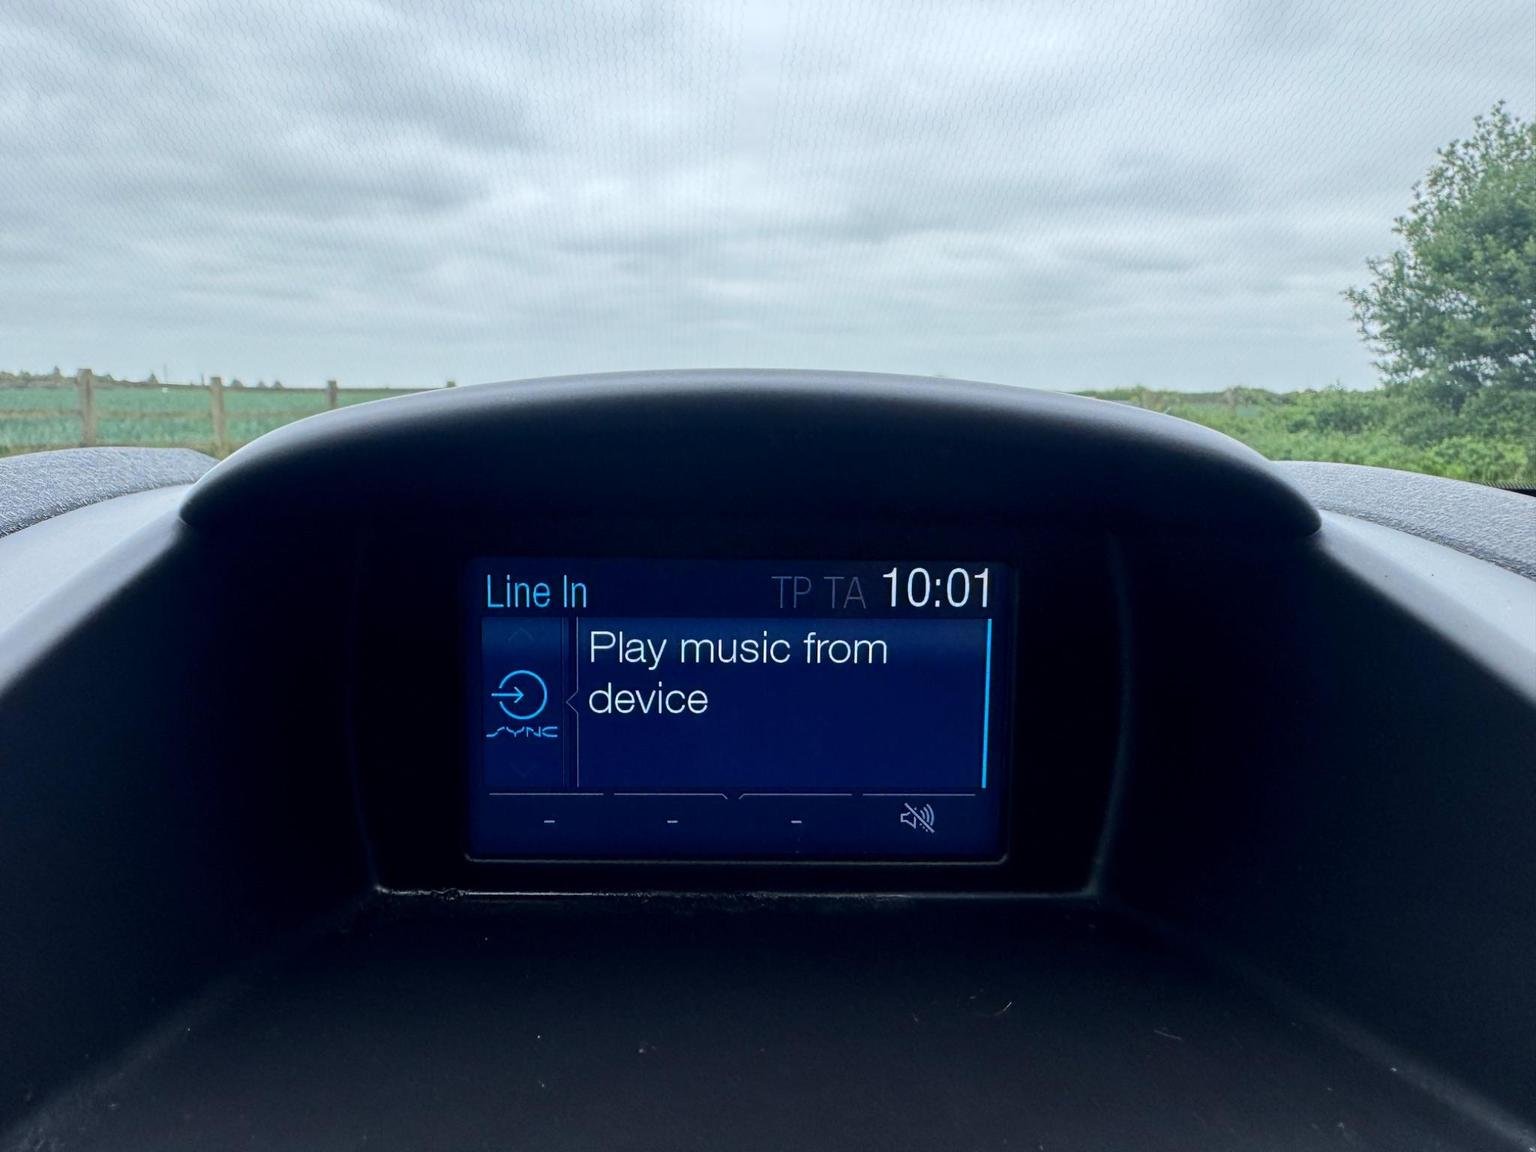 Line In TP TA 10:01
Play music from
device
SYNC
- - -